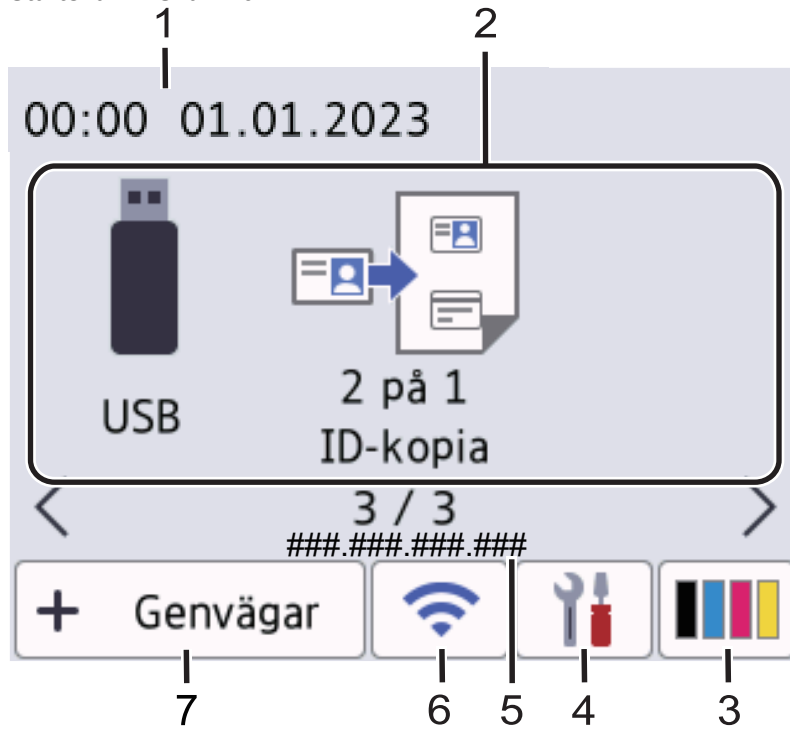 1 2
00:00 01.01.2023
USB
2 på 1
ID-kopia
3 / 3
###.###.###.###
+ Genvägar
7 6 5 4 3